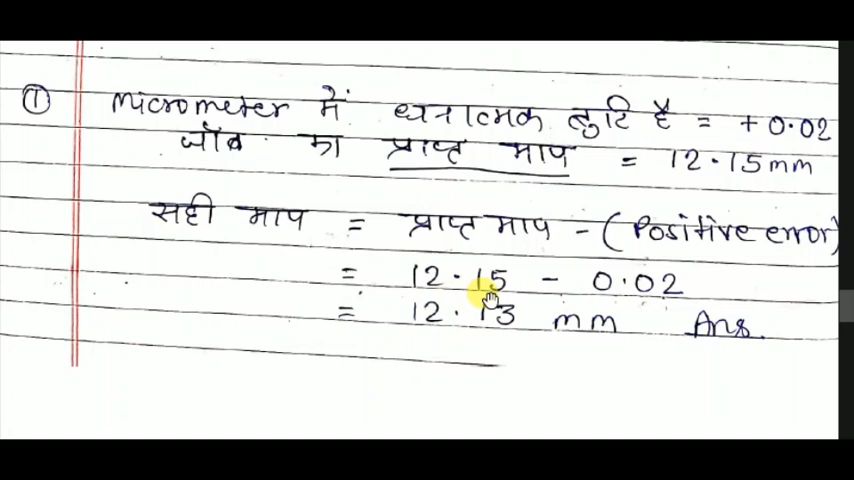 ① micrometer में धनात्मक त्रुटि है = +0.02
जॉब का प्राप्त माप = 12.15mm
सही माप = प्राप्त माप - (Positive error)
= 12.15 - 0.02
= 12.13 mm Ans.